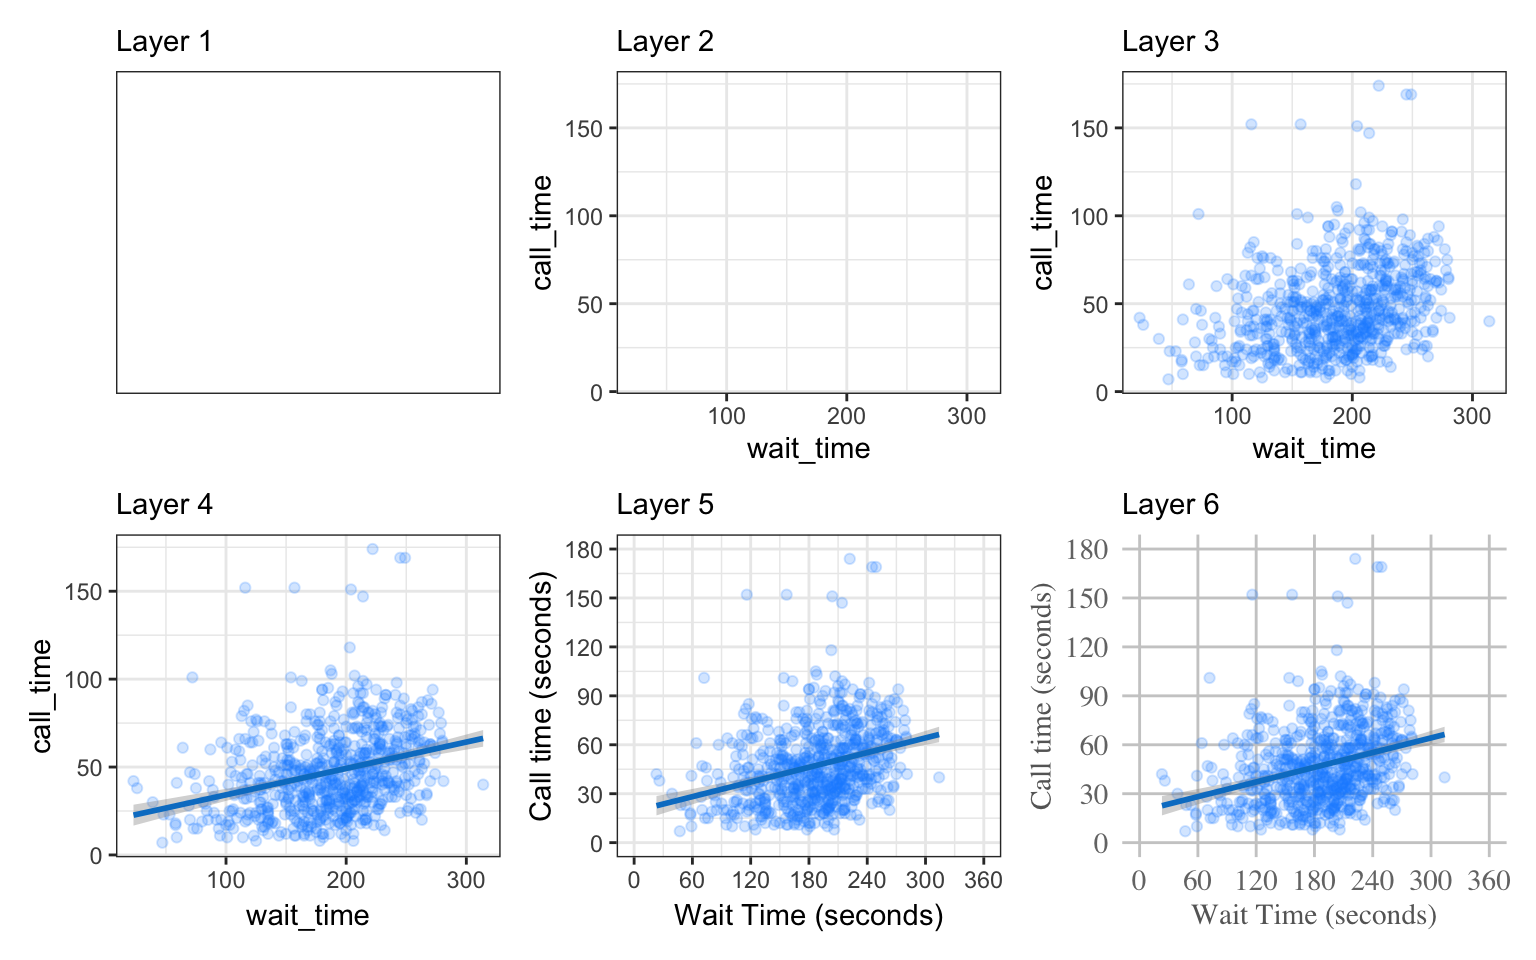 Layer 1
Layer 2
150
100
50
0
call_time
100 200 300
wait_time
Layer 3
150
100
50
0
call_time
100 200 300
wait_time
Layer 4
150
100
50
0
call_time
100 200 300
wait_time
Layer 5
180
150
120
90
60
30
0
Call time (seconds)
0 60 120 180 240 300 360
Wait Time (seconds)
Layer 6
180
150
120
90
60
30
0
Call time (seconds)
0 60 120 180 240 300 360
Wait Time (seconds)